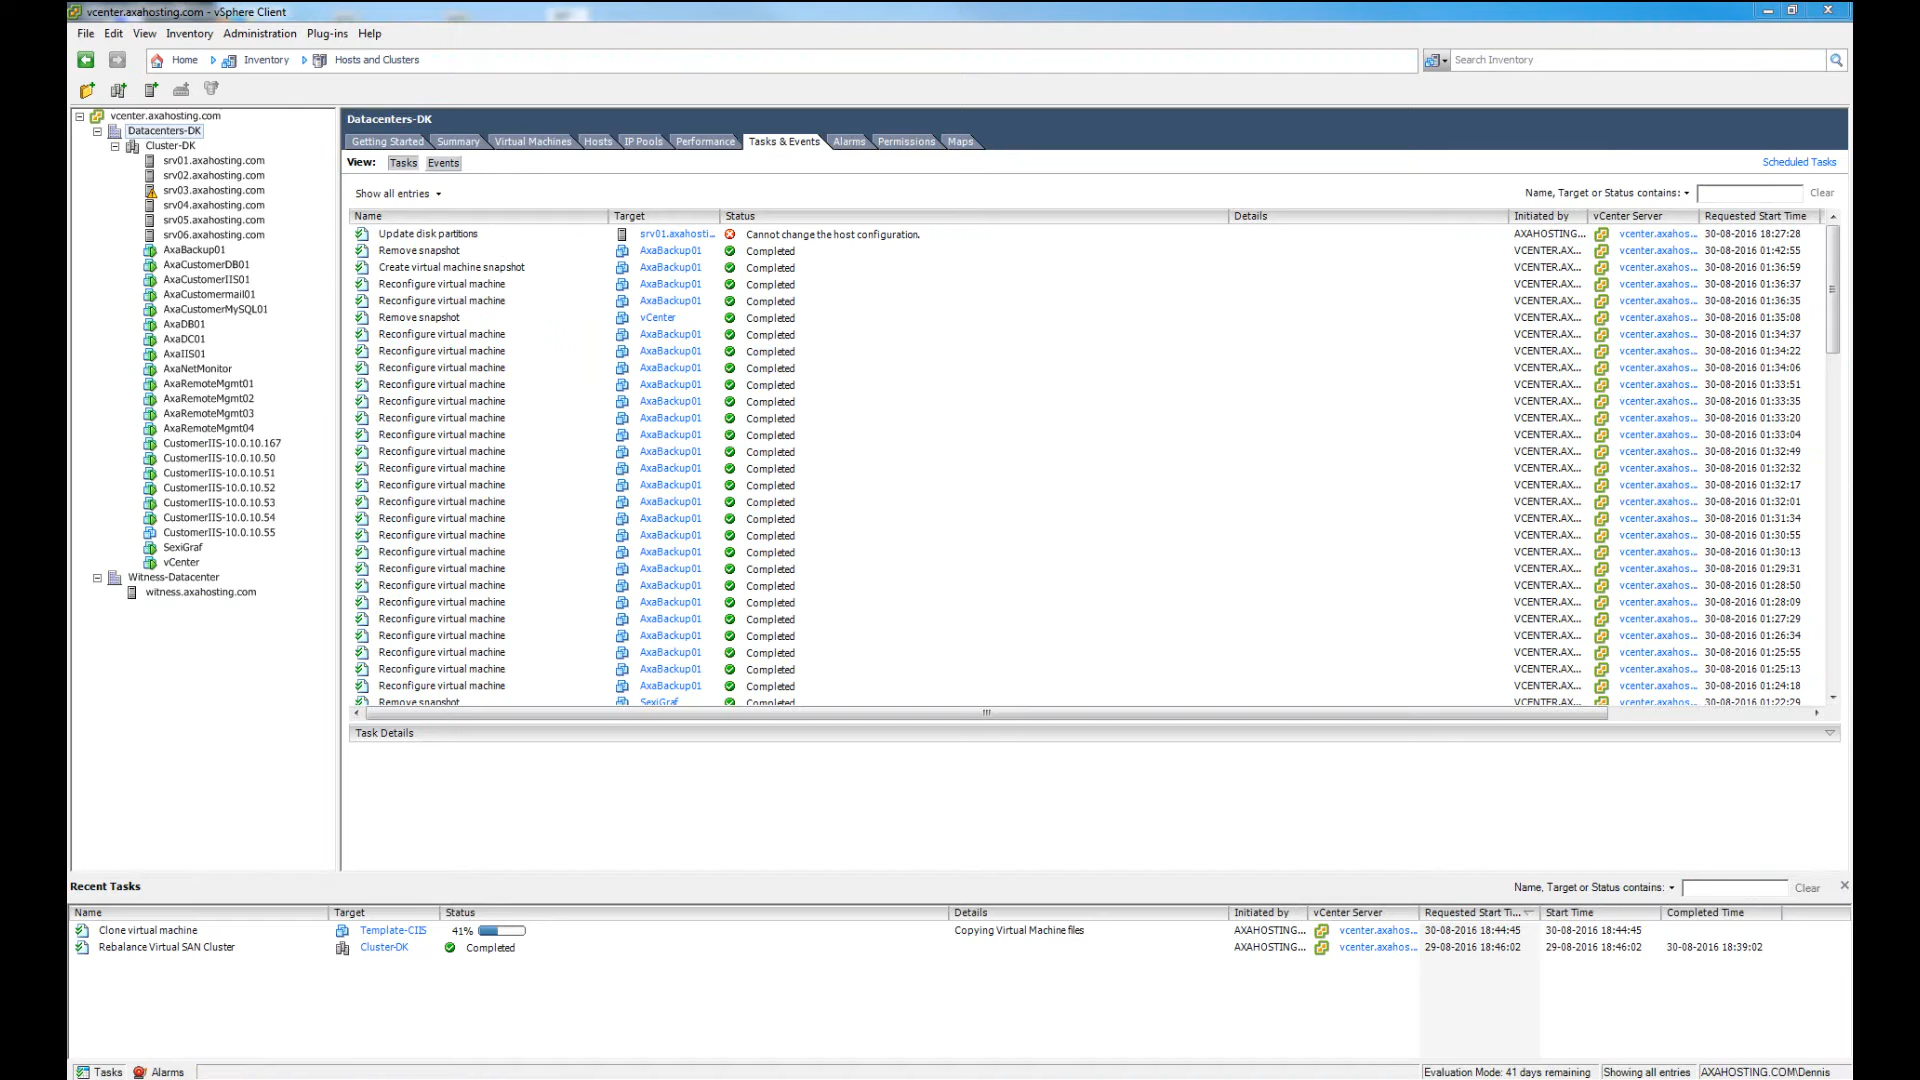 vcenter.axahosting.com - vSphere Client
File Edit View Inventory Administration Plug-ins Help
Home Inventory Hosts and Clusters Search Inventory
vcenter.axahosting.com
Datacenters-DK
Cluster-DK
srv01.axahosting.com
srv02.axahosting.com
srv03.axahosting.com
srv04.axahosting.com
srv05.axahosting.com
srv06.axahosting.com
AxaBackup01
AxaCustomerDB01
AxaCustomerIIS01
AxaCustomermail01
AxaCustomerMySQL01
AxaDB01
AxaDC01
AxaIIS01
AxaNetMonitor
AxaRemoteMgmt01
AxaRemoteMgmt02
AxaRemoteMgmt03
AxaRemoteMgmt04
CustomerIIS-10.0.10.167
CustomerIIS-10.0.10.50
CustomerIIS-10.0.10.51
CustomerIIS-10.0.10.52
CustomerIIS-10.0.10.53
CustomerIIS-10.0.10.54
CustomerIIS-10.0.10.55
SexiGraf
vCenter
Witness-Datacenter
witness.axahosting.com
Datacenters-DK
Getting Started Summary Virtual Machines Hosts IP Pools Performance Tasks & Events Alarms Permissions Maps
View: Tasks Events Scheduled Tasks
Show all entries Name, Target or Status contains: Clear
Name Target Status Details Initiated by vCenter Server Requested Start Time
Update disk partitions srv01.axahosti... Cannot change the host configuration. AXAHOSTING... vcenter.axahos... 30-08-2016 18:27:28
Remove snapshot AxaBackup01 Completed VCENTER.AX... vcenter.axahos... 30-08-2016 01:42:55
Create virtual machine snapshot AxaBackup01 Completed VCENTER.AX... vcenter.axahos... 30-08-2016 01:36:59
Reconfigure virtual machine AxaBackup01 Completed VCENTER.AX... vcenter.axahos... 30-08-2016 01:36:37
Reconfigure virtual machine AxaBackup01 Completed VCENTER.AX... vcenter.axahos... 30-08-2016 01:36:35
Remove snapshot vCenter Completed VCENTER.AX... vcenter.axahos... 30-08-2016 01:35:08
Reconfigure virtual machine AxaBackup01 Completed VCENTER.AX... vcenter.axahos... 30-08-2016 01:34:37
Reconfigure virtual machine AxaBackup01 Completed VCENTER.AX... vcenter.axahos... 30-08-2016 01:34:22
Reconfigure virtual machine AxaBackup01 Completed VCENTER.AX... vcenter.axahos... 30-08-2016 01:34:06
Reconfigure virtual machine AxaBackup01 Completed VCENTER.AX... vcenter.axahos... 30-08-2016 01:33:51
Reconfigure virtual machine AxaBackup01 Completed VCENTER.AX... vcenter.axahos... 30-08-2016 01:33:35
Reconfigure virtual machine AxaBackup01 Completed VCENTER.AX... vcenter.axahos... 30-08-2016 01:33:20
Reconfigure virtual machine AxaBackup01 Completed VCENTER.AX... vcenter.axahos... 30-08-2016 01:33:04
Reconfigure virtual machine AxaBackup01 Completed VCENTER.AX... vcenter.axahos... 30-08-2016 01:32:49
Reconfigure virtual machine AxaBackup01 Completed VCENTER.AX... vcenter.axahos... 30-08-2016 01:32:32
Reconfigure virtual machine AxaBackup01 Completed VCENTER.AX... vcenter.axahos... 30-08-2016 01:32:17
Reconfigure virtual machine AxaBackup01 Completed VCENTER.AX... vcenter.axahos... 30-08-2016 01:32:01
Reconfigure virtual machine AxaBackup01 Completed VCENTER.AX... vcenter.axahos... 30-08-2016 01:31:34
Reconfigure virtual machine AxaBackup01 Completed VCENTER.AX... vcenter.axahos... 30-08-2016 01:30:55
Reconfigure virtual machine AxaBackup01 Completed VCENTER.AX... vcenter.axahos... 30-08-2016 01:30:13
Reconfigure virtual machine AxaBackup01 Completed VCENTER.AX... vcenter.axahos... 30-08-2016 01:29:31
Reconfigure virtual machine AxaBackup01 Completed VCENTER.AX... vcenter.axahos... 30-08-2016 01:28:50
Reconfigure virtual machine AxaBackup01 Completed VCENTER.AX... vcenter.axahos... 30-08-2016 01:28:09
Reconfigure virtual machine AxaBackup01 Completed VCENTER.AX... vcenter.axahos... 30-08-2016 01:27:29
Reconfigure virtual machine AxaBackup01 Completed VCENTER.AX... vcenter.axahos... 30-08-2016 01:26:34
Reconfigure virtual machine AxaBackup01 Completed VCENTER.AX... vcenter.axahos... 30-08-2016 01:25:55
Reconfigure virtual machine AxaBackup01 Completed VCENTER.AX... vcenter.axahos... 30-08-2016 01:25:13
Reconfigure virtual machine AxaBackup01 Completed VCENTER.AX... vcenter.axahos... 30-08-2016 01:24:18
Remove snapshot SexiGraf Completed VCENTER.AX... vcenter.axahos... 30-08-2016 01:22:29
Task Details
Recent Tasks Name, Target or Status contains: Clear
Name Target Status Details Initiated by vCenter Server Requested Start Ti... Start Time Completed Time
Clone virtual machine Template-CIIS 41% Copying Virtual Machine files AXAHOSTING... vcenter.axahos... 30-08-2016 18:44:45 30-08-2016 18:44:45
Rebalance Virtual SAN Cluster Cluster-DK Completed AXAHOSTING... vcenter.axahos... 29-08-2016 18:46:02 29-08-2016 18:46:02 30-08-2016 18:39:02
Tasks Alarms Evaluation Mode: 41 days remaining Showing all entries AXAHOSTING.COM\Dennis